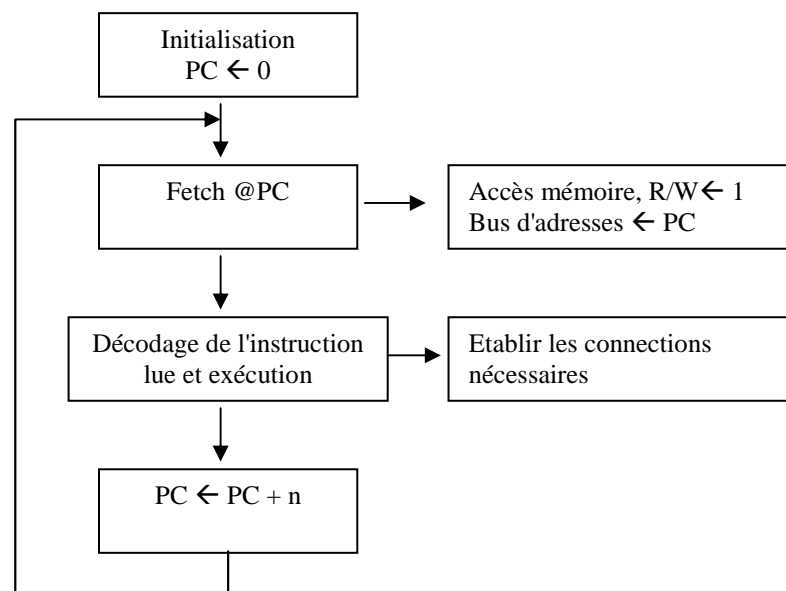 Initialisation
PC ← 0
Fetch @PC
Accès mémoire, R/W← 1
Bus d'adresses ← PC
Décodage de l'instruction
lue et exécution
Etablir les connections
nécessaires
PC ← PC + n